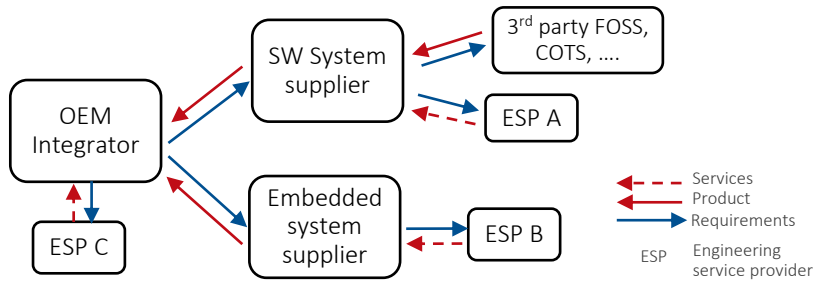 3rd party FOSS,
COTS, ....
SW System
supplier
OEM
Integrator
ESP A
Embedded
system
supplier
ESP B
ESP C
Services
Product
Requirements
ESP Engineering
service provider